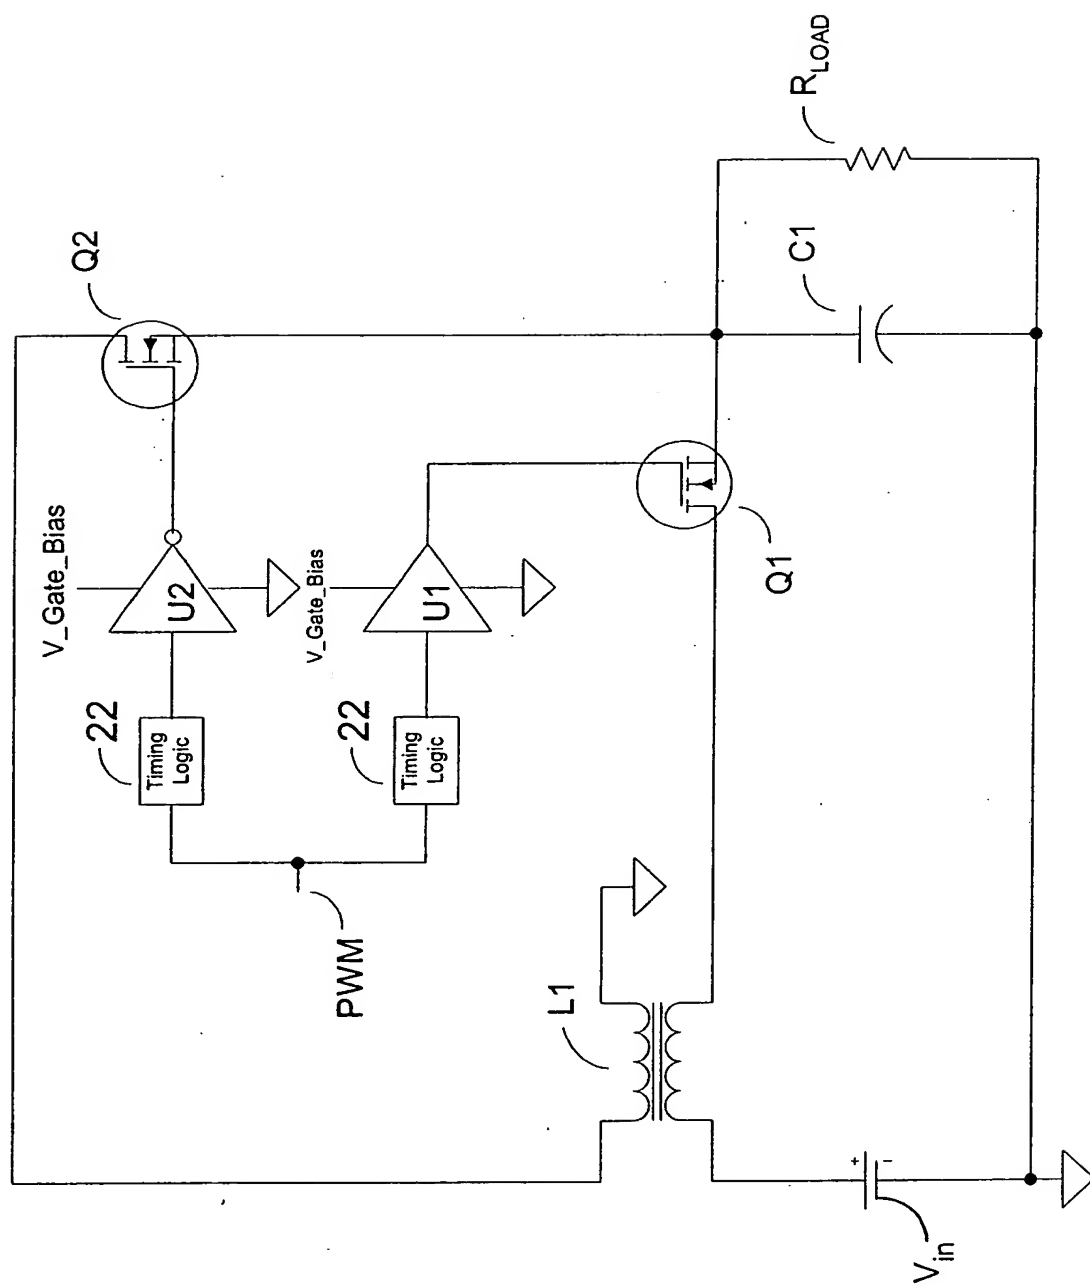 Q2
V_Gate_Bias
U2
22
Timing
Logic
V_Gate_Bias
U1
22
Timing
Logic
PWM
Q1
L1
R_LOAD
C1
+
-
V_in